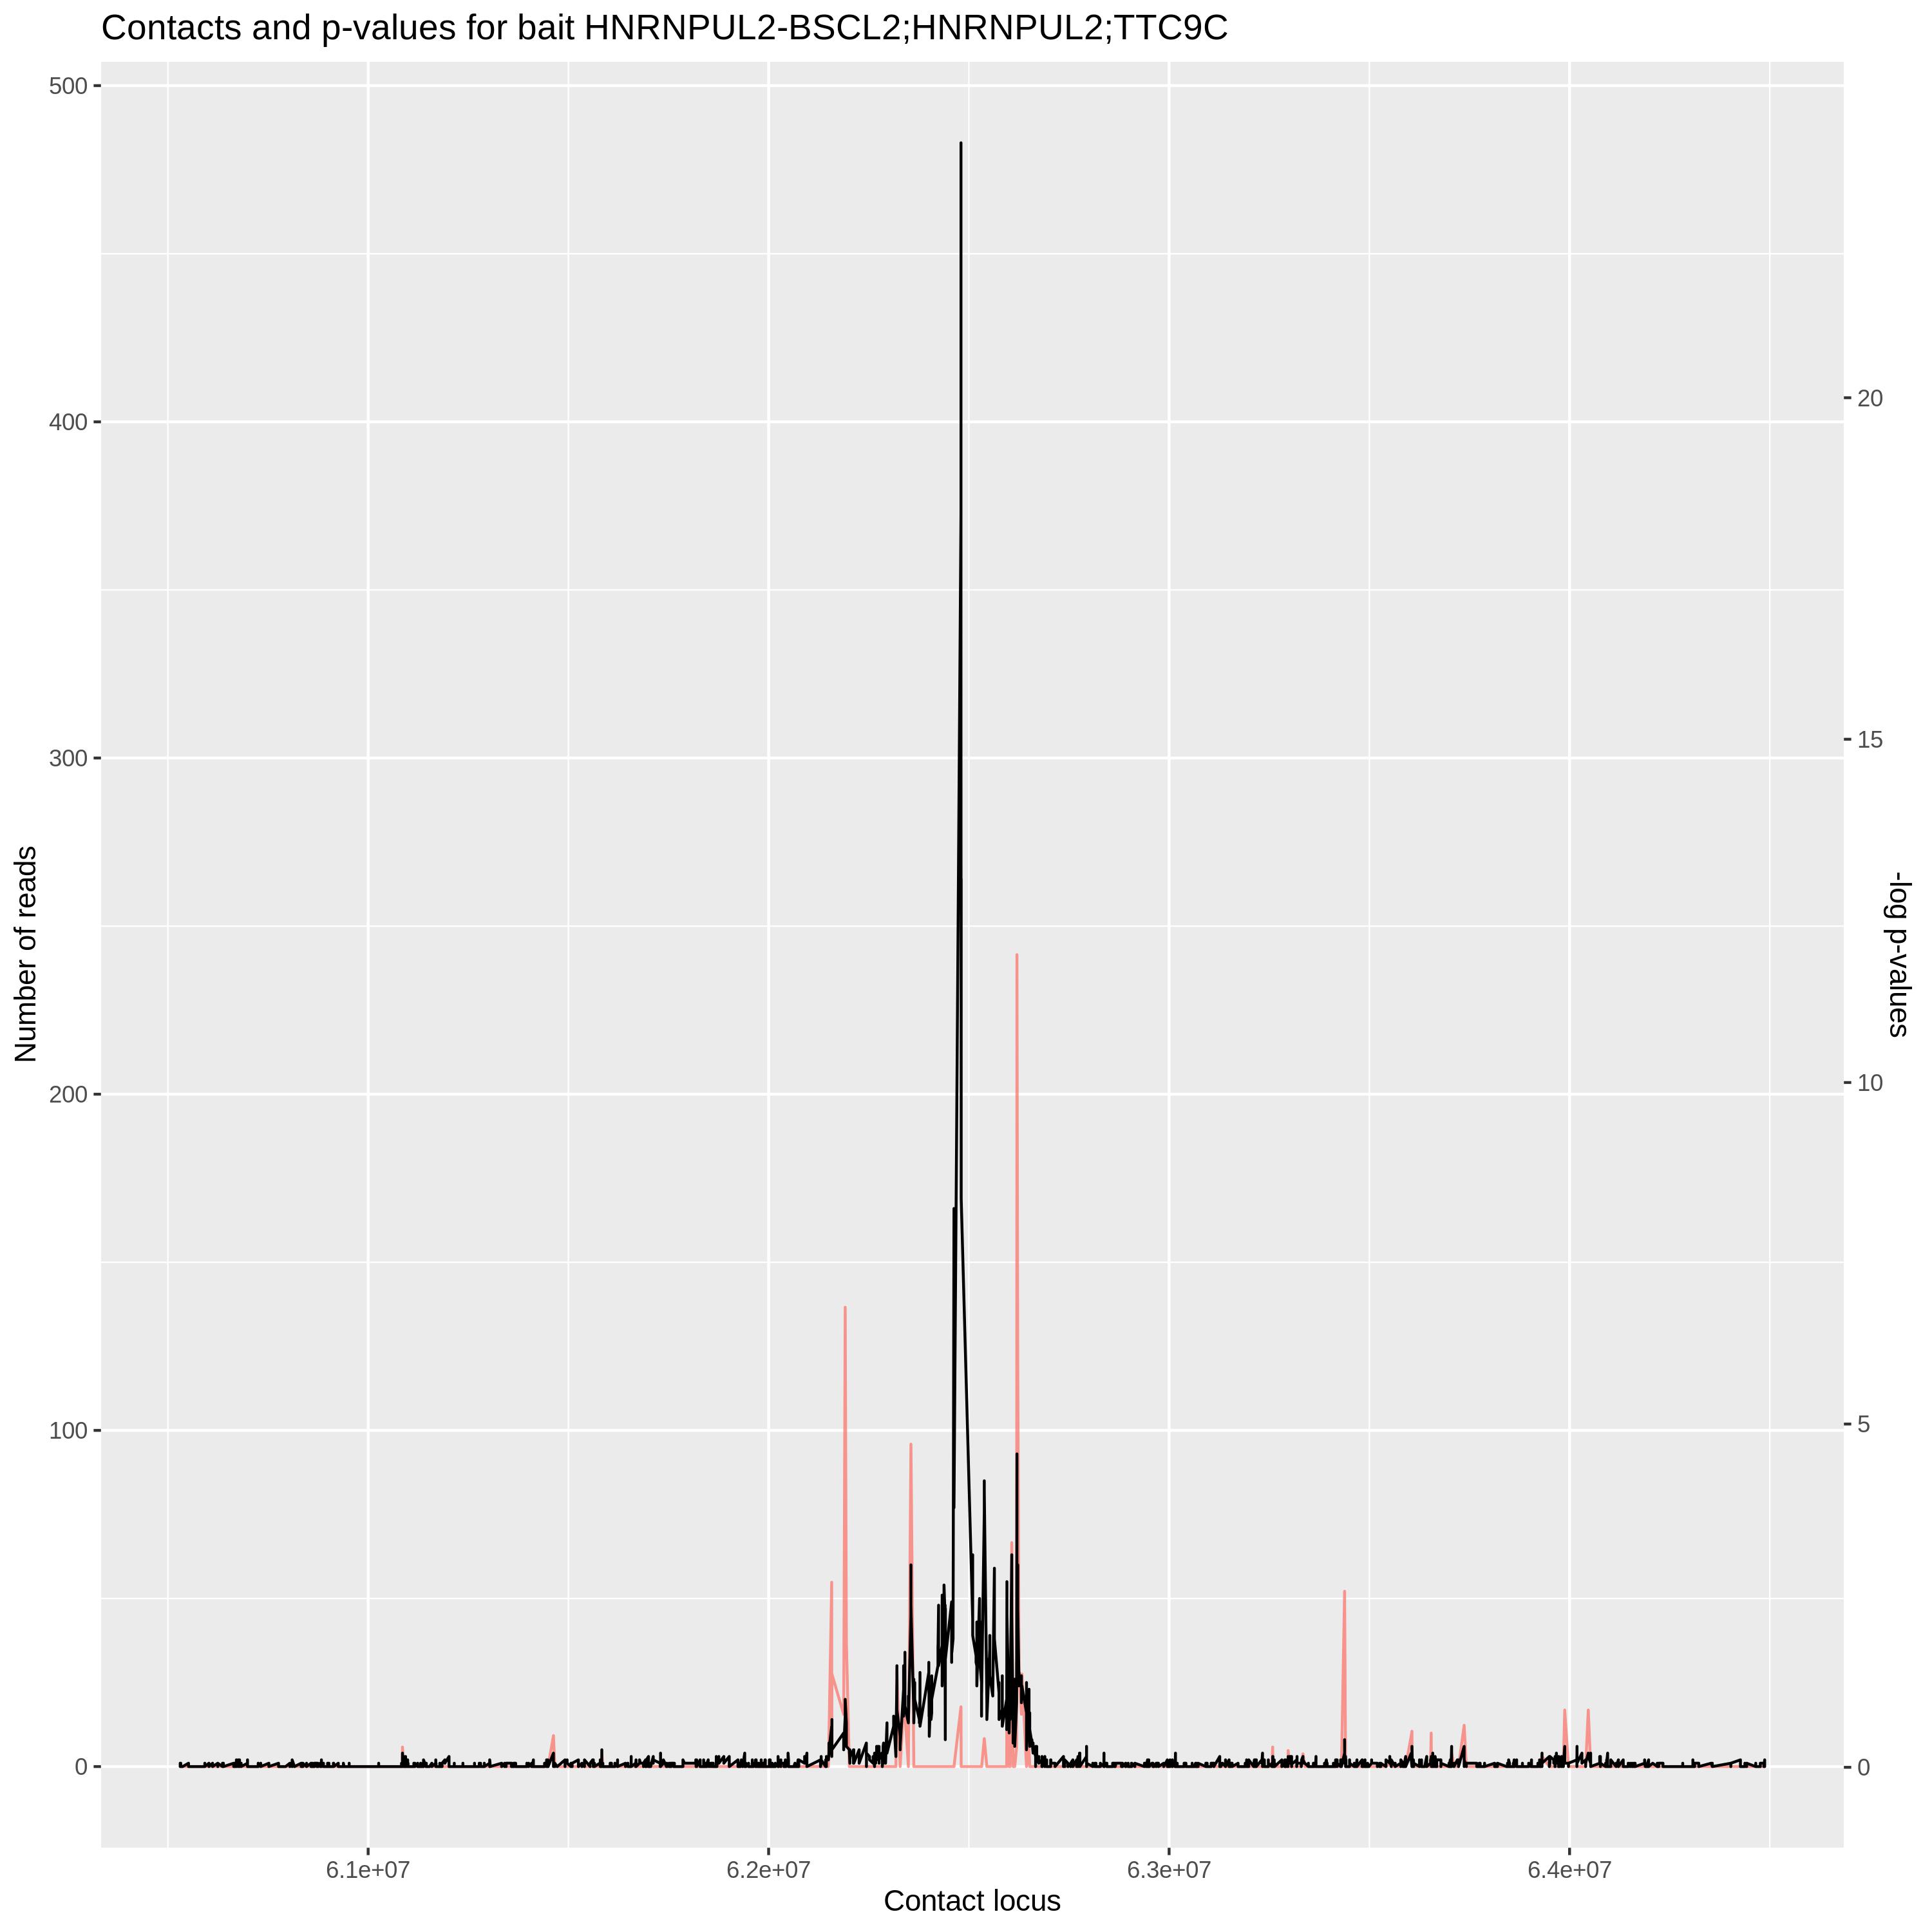 Contacts and p-values for bait HNRNPUL2-BSCL2;HNRNPUL2;TTC9C
500
400
300
200
100
0
Number of reads
20
15
10
5
0
-log p-values
6.1e+07
6.2e+07
6.3e+07
6.4e+07
Contact locus